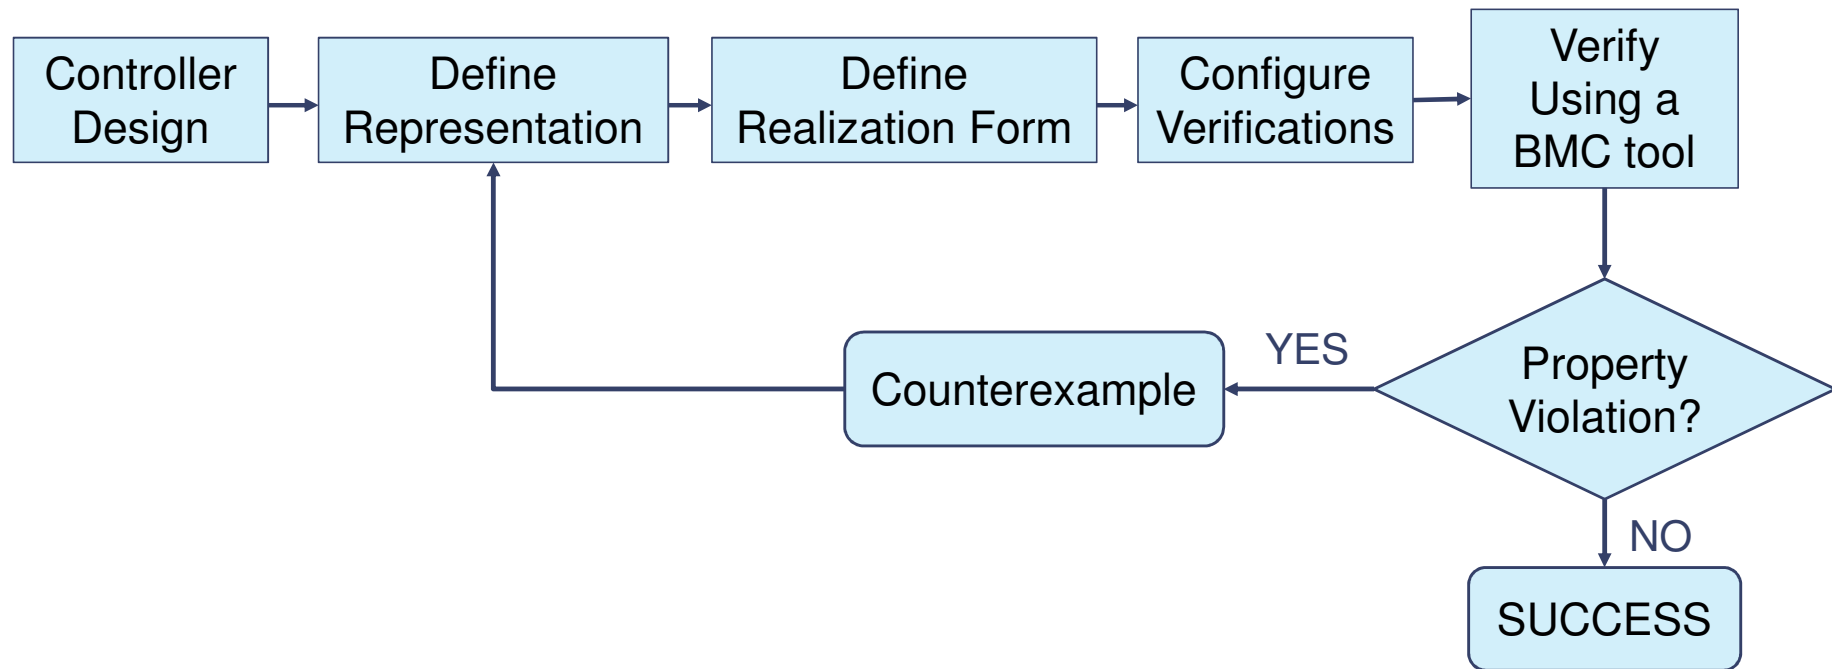 Controller
Design
Define
Representation
Define
Realization Form
Configure
Verifications
Verify
Using a
BMC tool
Property
Violation?
YES
Counterexample
NO
SUCCESS